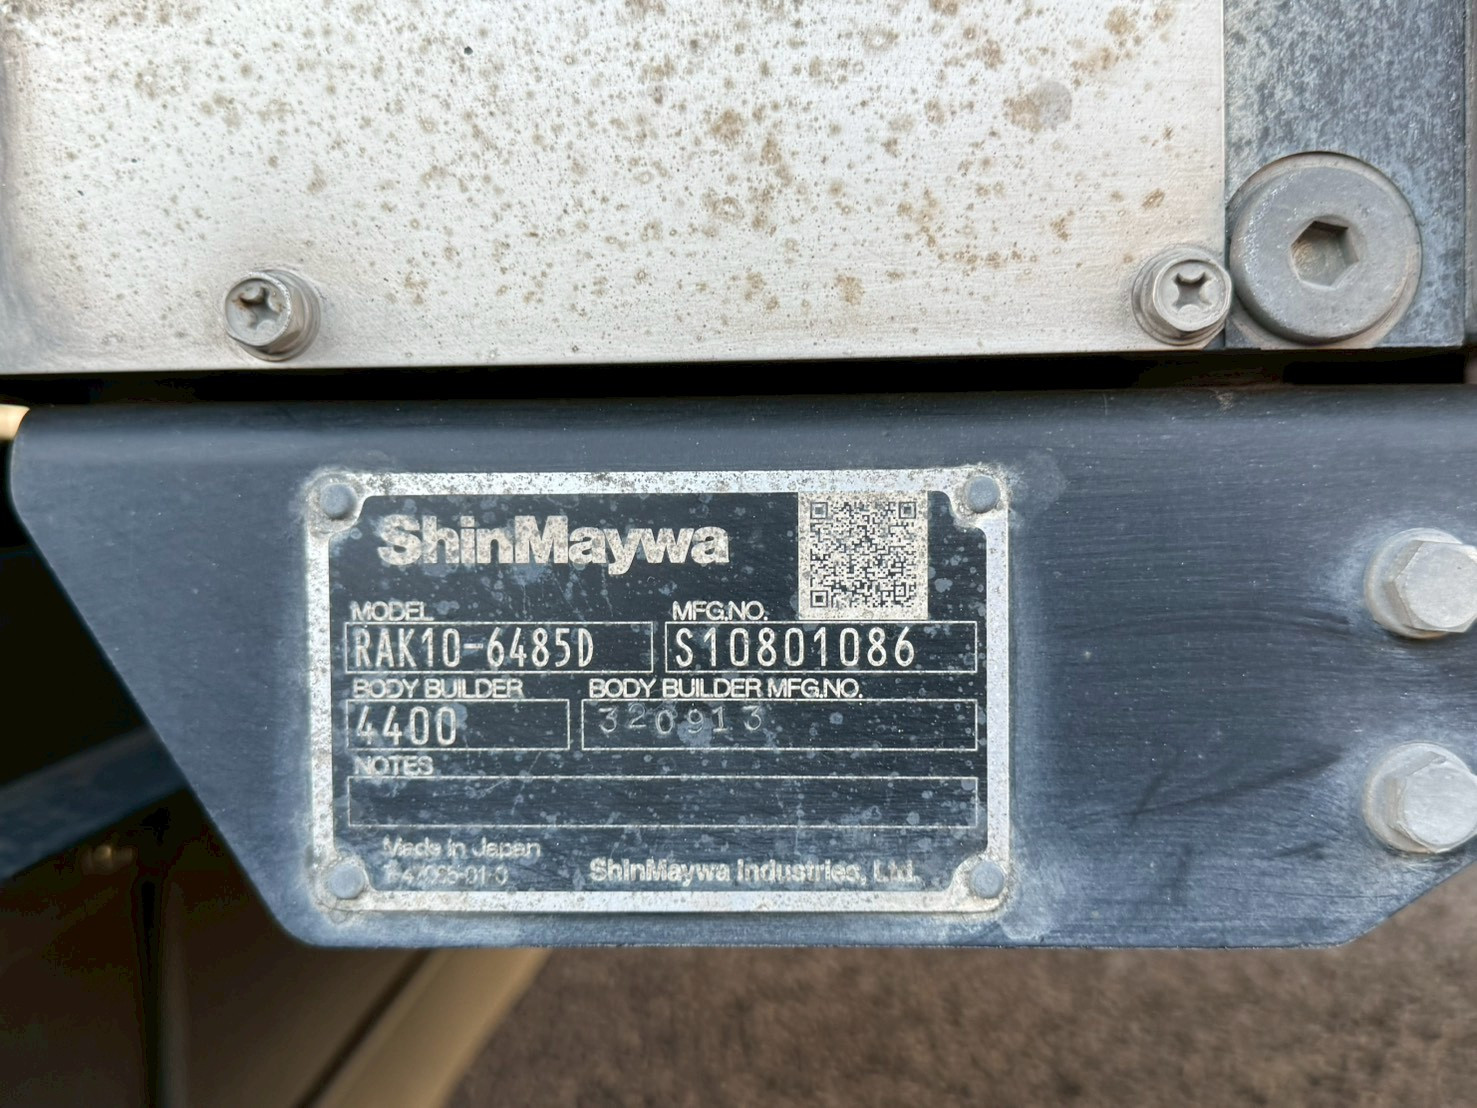 ShinMaywa
MODEL MFG.NO.
RAK10-6485D S10801086
BODY BUILDER BODY BUILDER MFG.NO.
4400 320913
NOTES
Made in Japan
ShinMaywa Industries, Ltd.